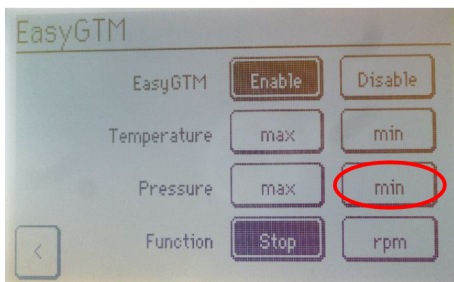 EasyGTM
EasyGTM Enable Disable
Temperature max min
Pressure max min
Function Stop rpm
<